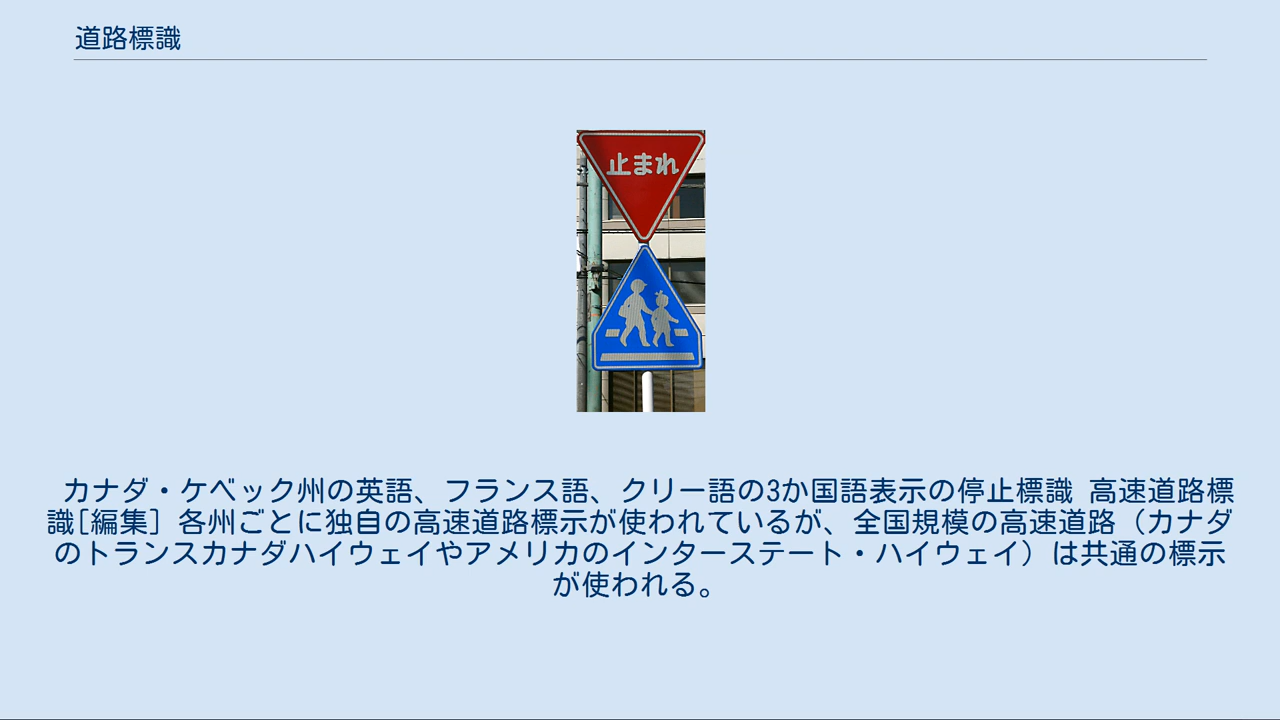 道路標識
止まれ
カナダ・ケベック州の英語、フランス語、クリー語の3か国語表示の停止標識 高速道路標
識[編集] 各州ごとに独自の高速道路標示が使われているが、全国規模の高速道路（カナダ
のトランスカナダハイウェイやアメリカのインターステート・ハイウェイ）は共通の標示
が使われる。